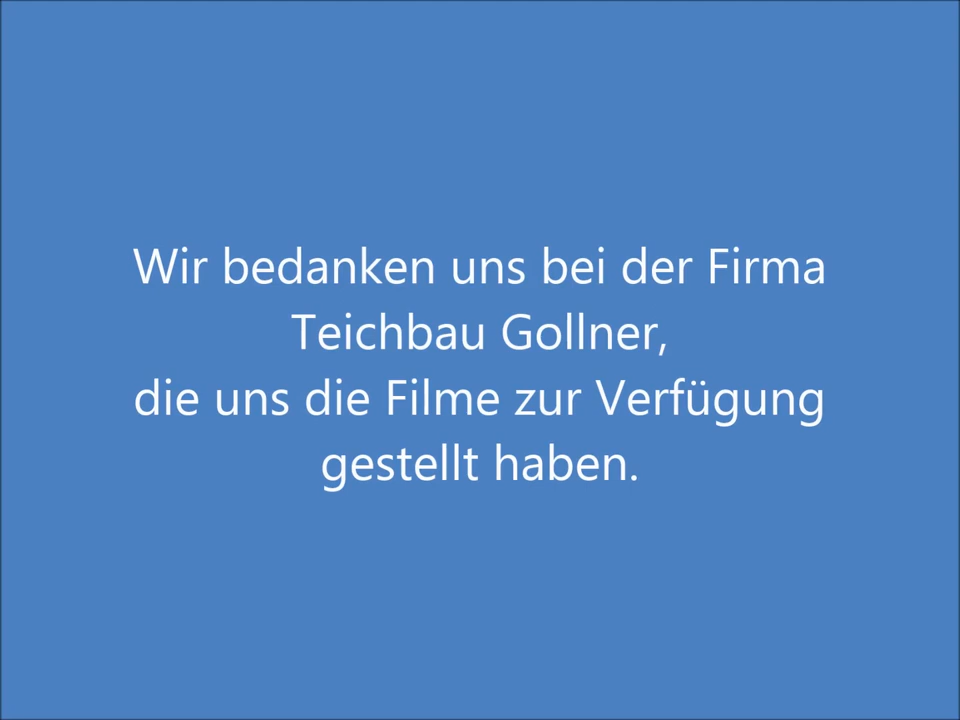 Wir bedanken uns bei der Firma
Teichbau Gollner,
die uns die Filme zur Verfügung
gestellt haben.